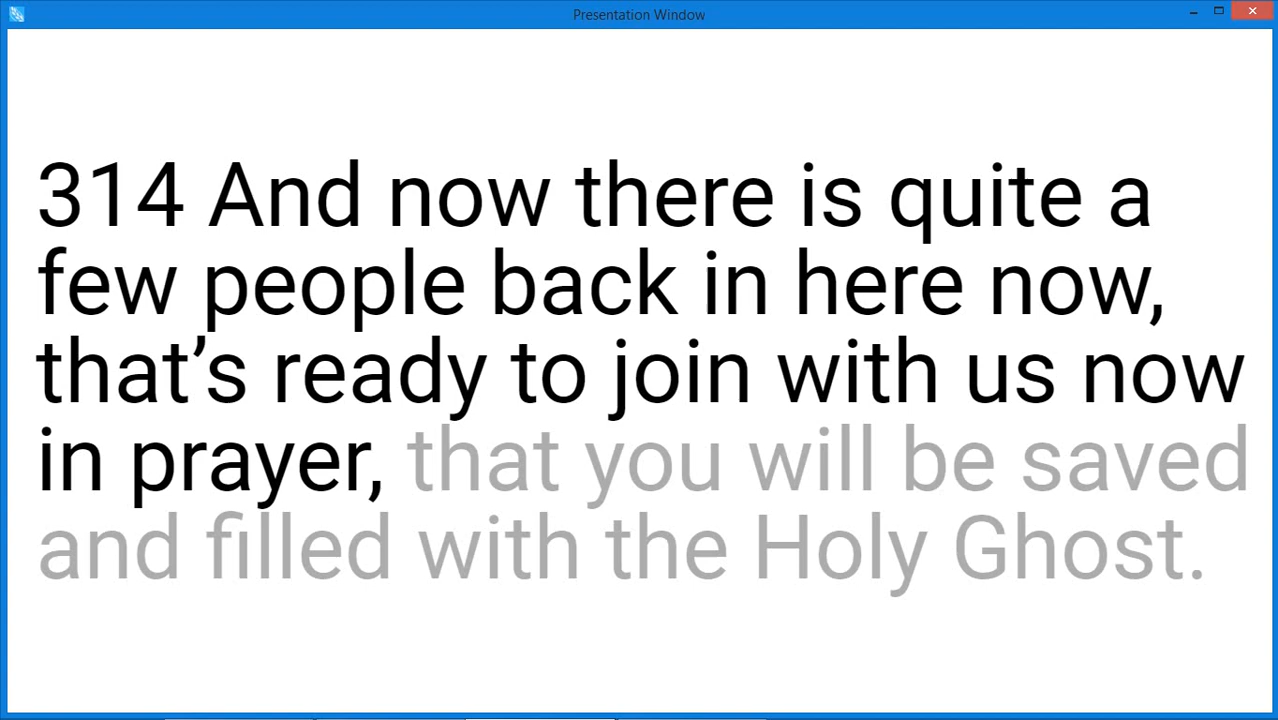 Presentation Window
314 And now there is quite a
few people back in here now,
that’s ready to join with us now
in prayer, that you will be saved
and filled with the Holy Ghost.